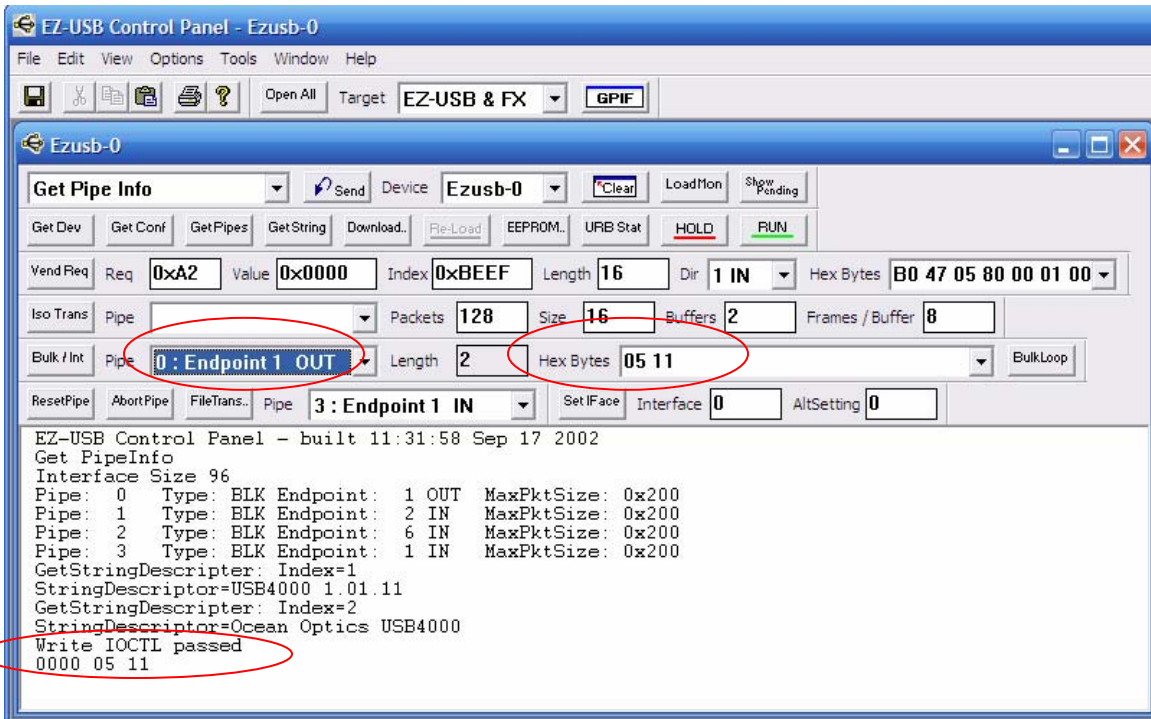 EZ-USB Control Panel - Ezusb-0
File Edit View Options Tools Window Help
Open All Target EZ-USB & FX GPIF
Ezusb-0
Get Pipe Info Send Device Ezusb-0 Clear LoadMon Show Pending
Get Dev Get Conf GetPipes GetString Download.. Re-Load EEPROM.. URB Stat HOLD RUN
Vend Req Req 0xA2 Value 0x0000 Index 0xBEEF Length 16 Dir 1 IN Hex Bytes B0 47 05 80 00 01 00
Iso Trans Pipe Packets 128 Size 16 Buffers 2 Frames / Buffer 8
Bulk / Int Pipe 0 : Endpoint 1 OUT Length 2 Hex Bytes 05 11 BulkLoop
ResetPipe AbortPipe FileTrans.. Pipe 3 : Endpoint 1 IN Set IFace Interface 0 AltSetting 0
EZ-USB Control Panel - built 11:31:58 Sep 17 2002
Get PipeInfo
Interface Size 96
Pipe: 0 Type: BLK Endpoint: 1 OUT MaxPktSize: 0x200
Pipe: 1 Type: BLK Endpoint: 2 IN MaxPktSize: 0x200
Pipe: 2 Type: BLK Endpoint: 6 IN MaxPktSize: 0x200
Pipe: 3 Type: BLK Endpoint: 1 IN MaxPktSize: 0x200
GetStringDescripter: Index=1
StringDescriptor=USB4000 1.01.11
GetStringDescripter: Index=2
StringDescriptor=Ocean Optics USB4000
Write IOCTL passed
0000 05 11